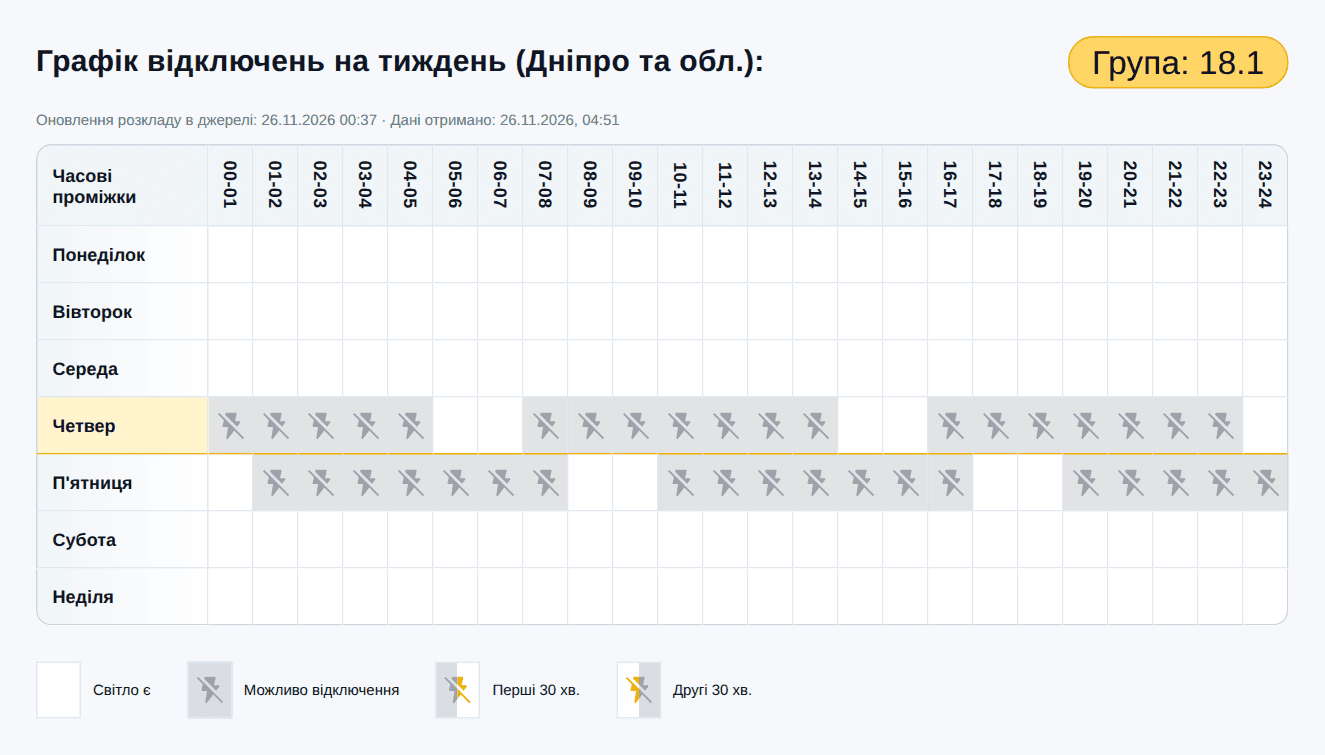 Графік відключень на тиждень (Дніпро та обл.):
Група: 18.1
Оновлення розкладу в джерелі: 26.11.2026 00:37 · Дані отримано: 26.11.2026, 04:51
Часові
проміжки
00-01 01-02 02-03 03-04 04-05 05-06 06-07 07-08 08-09 09-10 10-11 11-12 12-13 13-14 14-15 15-16 16-17 17-18 18-19 19-20 20-21 21-22 22-23 23-24
Понеділок
Вівторок
Середа
Четвер
П'ятниця
Субота
Неділя
Світло є
Можливо відключення
Перші 30 хв.
Другі 30 хв.